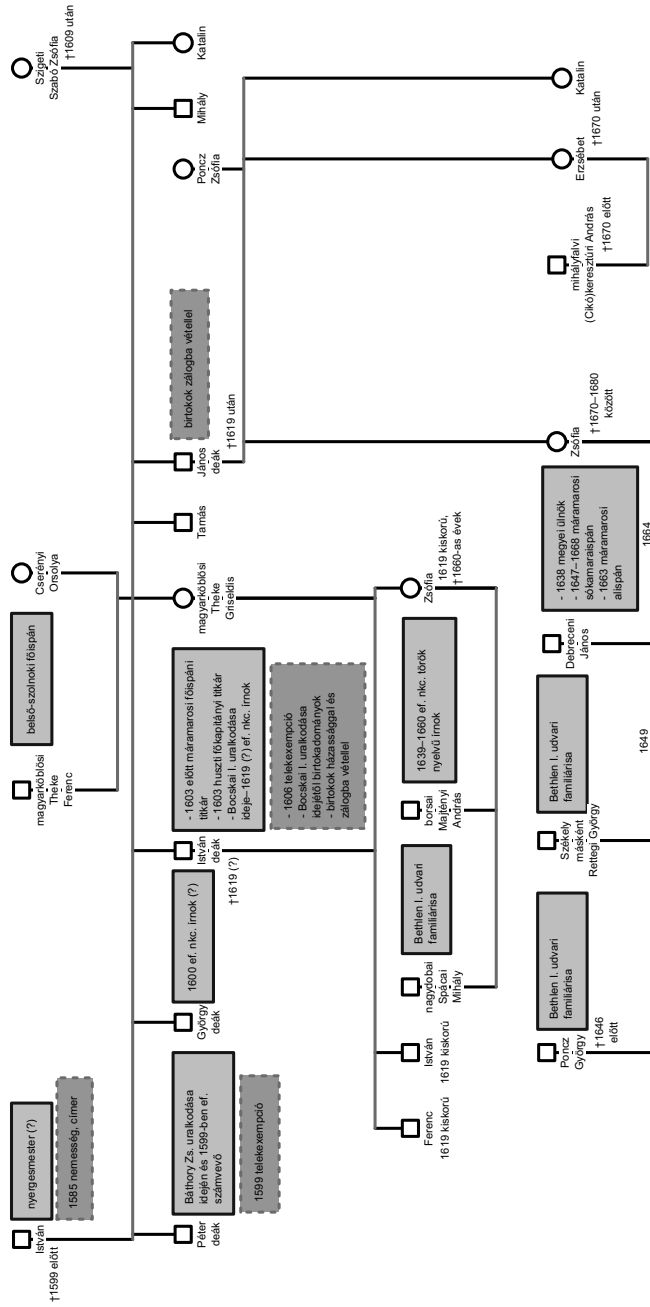 István
†1599 előtt
nyergesmester (?)
1585 nemesség, címer
magyarköblösi
Theke
Ferenc
belső-szolnoki főispán
Cserényi
Orsolya
Szigeti
Szabó Zsófia
†1609 után
Péter
deák
Báthory Zs. uralkodása
idején és 1599-ben ef.
számvevő
1599 telekexempció
György
deák
1600 ef. nkc. írnok (?)
István
deák
†1619 (?)
- 1603 előtt máramarosi főispáni
titkár
- 1603 huszti főkapitányi titkár
- Bocskai I. uralkodása
ideje–1619 (?) ef. nkc. írnok
- 1606 telekexempció
- Bocskai I. uralkodása
idejétől birtokadományok
- birtokok házassággal és
zálogba vétellel
magyarköblösi
Theke
Griseldis
Tamás
János
deák
†1619 után
birtokok zálogba vétellel
Poncz
Zsófia
Mihály
Katalin
Ferenc
1619 kiskorú
István
1619 kiskorú
nagydobai
Spácai
Mihály
Bethlen I. udvari
familiárisa
borsai
Majtényi
András
1639–1660 ef. nkc. török
nyelvű írnok
Zsófia
1619 kiskorú,
†1660-as évek
Poncz
György
†1646
előtt
Bethlen I. udvari
familiárisa
Székely
másként
Rettegi György
Bethlen I. udvari
familiárisa
1649
Debreceni
János
- 1638 megyei ülnök
- 1647–1668 máramarosi
sókamaraispán
- 1663 máramarosi
alispán
1664
Zsófia
†1670–1680
között
mihályfalvi
(Cikó)keresztúri András
†1670 előtt
Erzsébet
†1670 után
Katalin